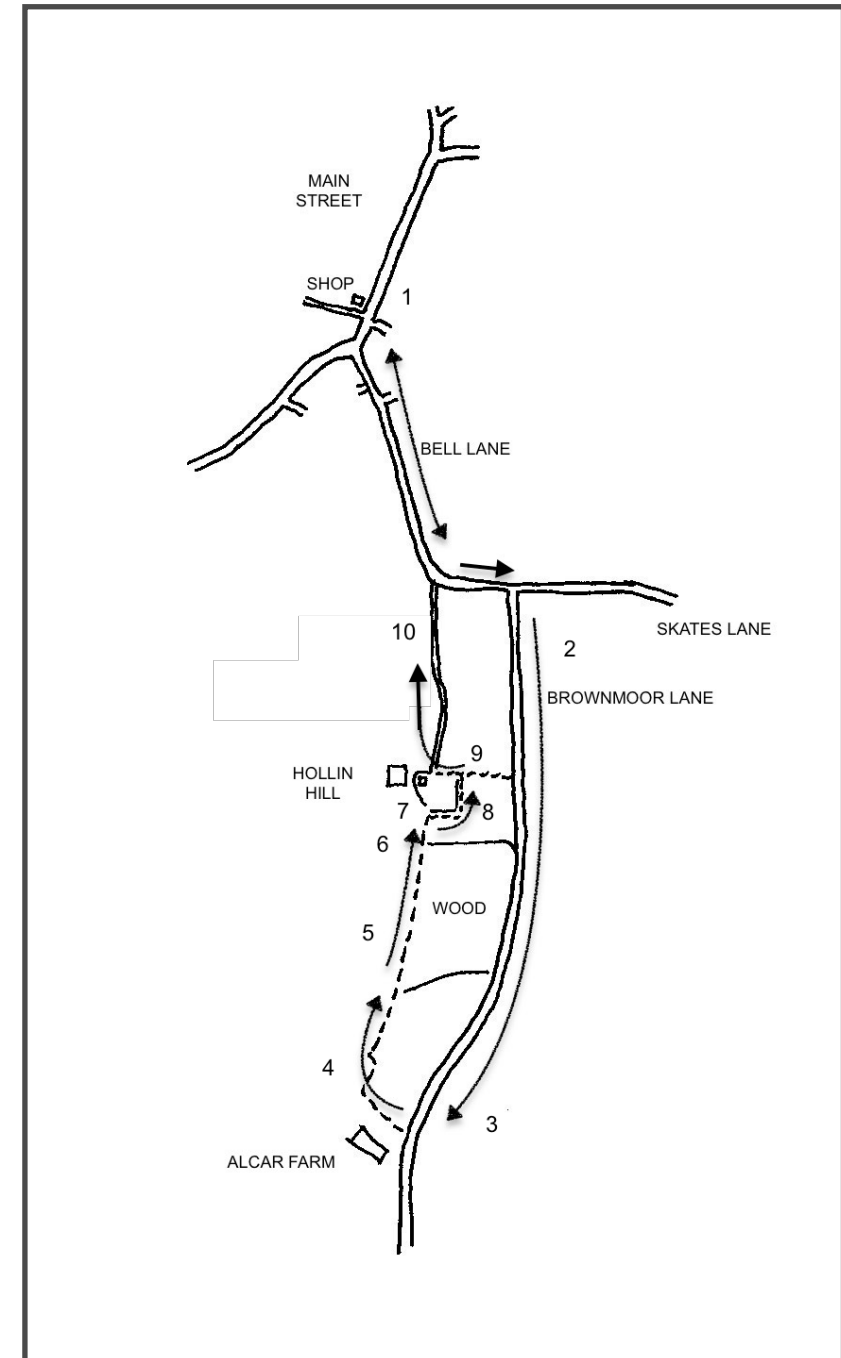 MAIN
STREET
SHOP
1
BELL LANE
SKATES LANE
10
2
BROWNMOOR LANE
9
HOLLIN
HILL
7
8
6
WOOD
5
4
3
ALCAR FARM